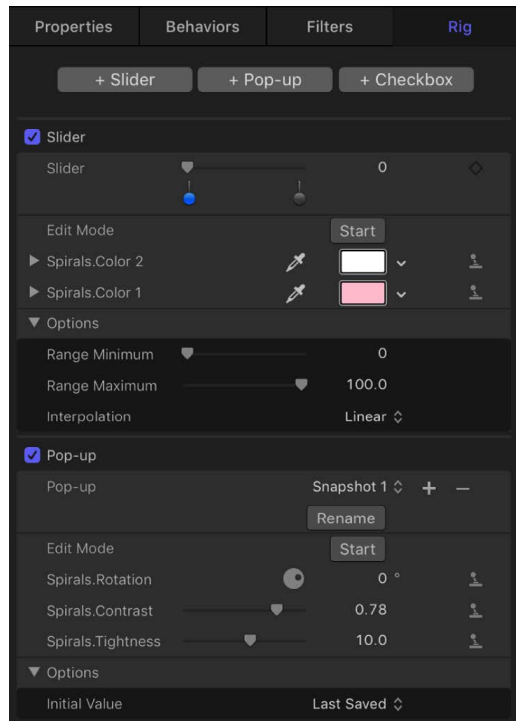 Properties Behaviors Filters Rig
+ Slider + Pop-up + Checkbox
Slider
Slider 0
Edit Mode Start
Spirals.Color 2
Spirals.Color 1
Options
Range Minimum 0
Range Maximum 100.0
Interpolation Linear
Pop-up
Pop-up Snapshot 1 + −
Rename
Edit Mode Start
Spirals.Rotation 0 °
Spirals.Contrast 0.78
Spirals.Tightness 10.0
Options
Initial Value Last Saved